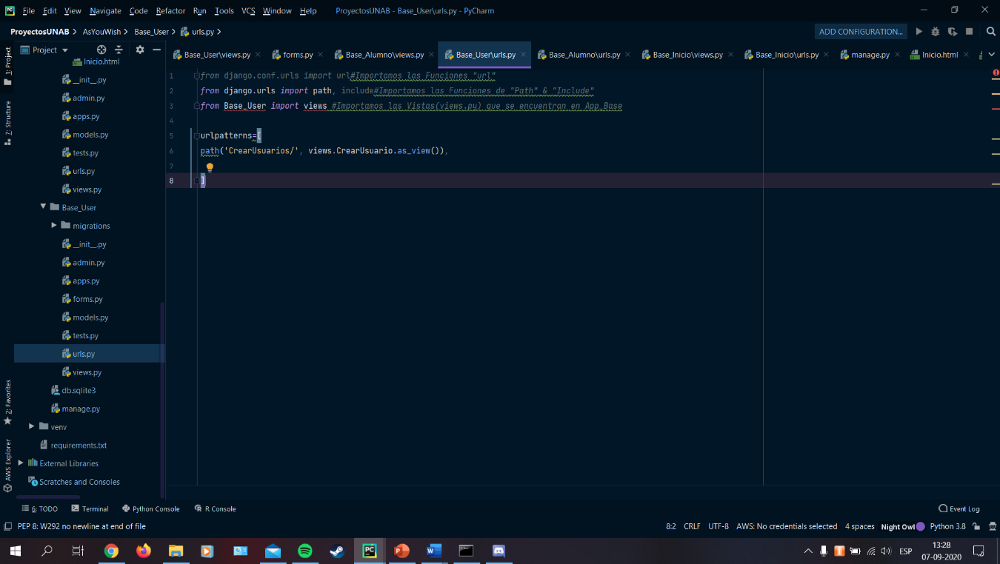 PC File Edit View Navigate Code Refactor Run Tools VCS Window Help ProyectosUNAB - Base_User\urls.py - PyCharm
ProyectosUNAB AsYouWish Base_User urls.py ADD CONFIGURATION...
1: Project
Project
Base_User\views.py forms.py Base_Alumno\views.py Base_User\urls.py Base_Alumno\urls.py Base_Inicio\views.py Base_Inicio\urls.py manage.py Inicio.html
Inicio.html
__init__.py
admin.py
apps.py
models.py
tests.py
urls.py
views.py
Base_User
migrations
__init__.py
admin.py
apps.py
forms.py
models.py
tests.py
urls.py
views.py
db.sqlite3
manage.py
venv
requirements.txt
External Libraries
Scratches and Consoles
7: Structure
2: Favorites
AWS Explorer
1 from django.conf.urls import url#Importamos las Funciones "url"
2 from django.urls import path, include#Importamos las Funciones de "Path" & "Include"
3 from Base_User import views #Importamos las Vistas(views.py) que se encuentran en App_Base
4
5 urlpatterns=[
6 path('CrearUsuarios/', views.CrearUsuario.as_view()),
7
8 ]
6: TODO Terminal Python Console R Console Event Log
PEP 8: W292 no newline at end of file 8:2 CRLF UTF-8 AWS: No credentials selected 4 spaces Night Owl Python 3.8
PC P W ESP 13:28
07-09-2020